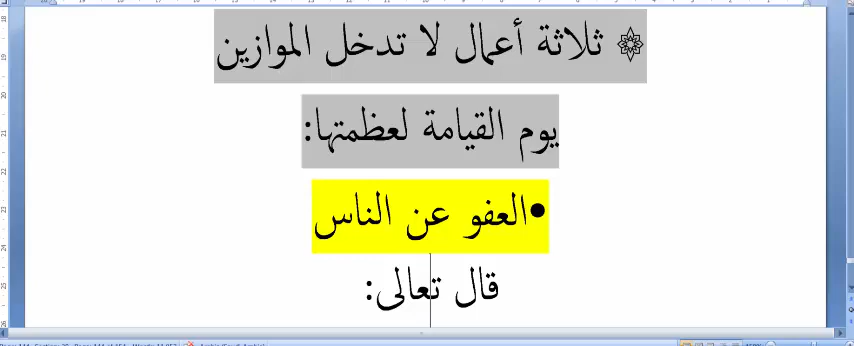 ۞ ثلاثة أعمال لا تدخل الموازين
يوم القيامة لعظمتها:
•العفو عن الناس
قال تعالى: